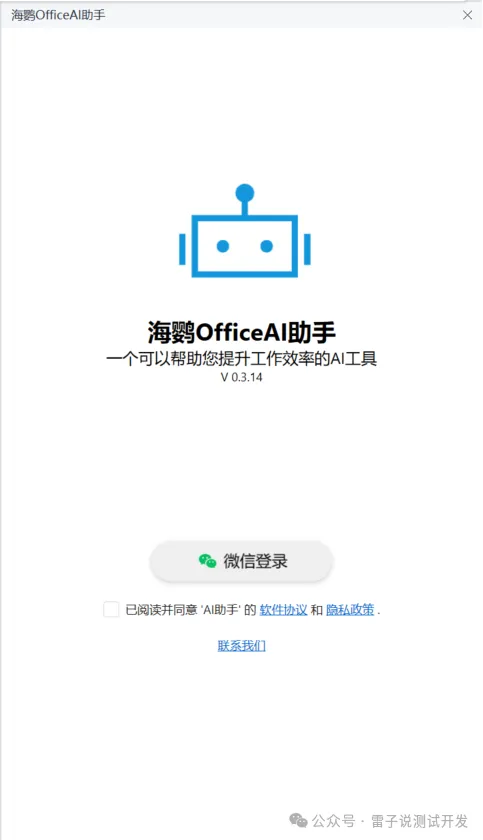 海鹦OfficeAI助手
海鹦OfficeAI助手
一个可以帮助您提升工作效率的AI工具
V 0.3.14
微信登录
已阅读并同意 'AI助手' 的 软件协议 和 隐私政策 .
联系我们
公众号 · 雷子说测试开发